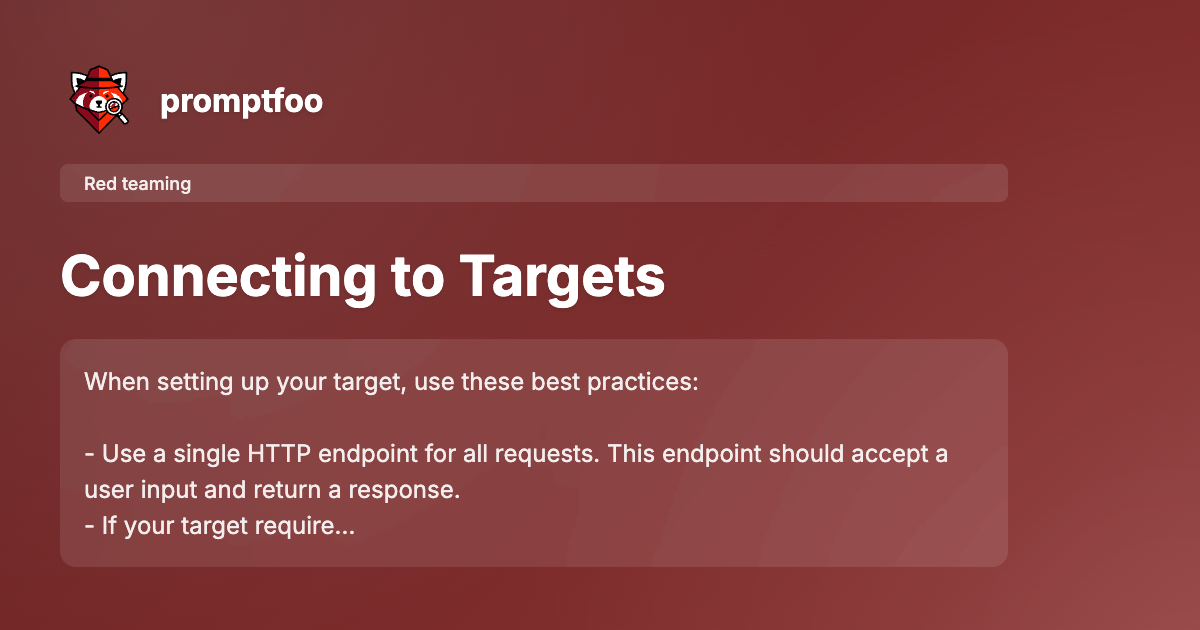 promptfoo
Red teaming
Connecting to Targets
When setting up your target, use these best practices:
- Use a single HTTP endpoint for all requests. This endpoint should accept a
user input and return a response.
- If your target require...